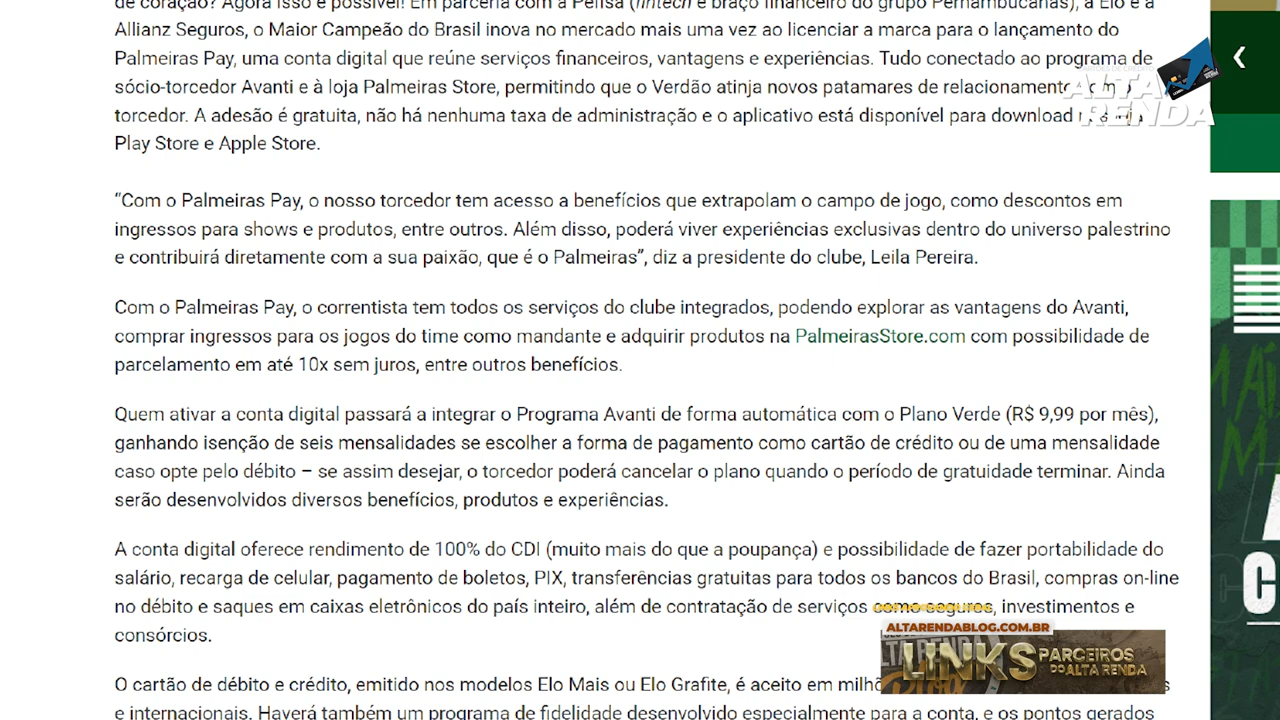 de coração? Agora isso é possível! Em parceria com a Pefisa (fintech e braço financeiro do grupo Pernambucanas), a Elo e a
Allianz Seguros, o Maior Campeão do Brasil inova no mercado mais uma vez ao licenciar a marca para o lançamento do
Palmeiras Pay, uma conta digital que reúne serviços financeiros, vantagens e experiências. Tudo conectado ao programa de
sócio-torcedor Avanti e à loja Palmeiras Store, permitindo que o Verdão atinja novos patamares de relacionamento com o
torcedor. A adesão é gratuita, não há nenhuma taxa de administração e o aplicativo está disponível para download
Play Store e Apple Store.
ALTA
RENDA
“Com o Palmeiras Pay, o nosso torcedor tem acesso a benefícios que extrapolam o campo de jogo, como descontos em
ingressos para shows e produtos, entre outros. Além disso, poderá viver experiências exclusivas dentro do universo palestrino
e contribuirá diretamente com a sua paixão, que é o Palmeiras”, diz a presidente do clube, Leila Pereira.
Com o Palmeiras Pay, o correntista tem todos os serviços do clube integrados, podendo explorar as vantagens do Avanti,
comprar ingressos para os jogos do time como mandante e adquirir produtos na PalmeirasStore.com com possibilidade de
parcelamento em até 10x sem juros, entre outros benefícios.
Quem ativar a conta digital passará a integrar o Programa Avanti de forma automática com o Plano Verde (R$ 9,99 por mês),
ganhando isenção de seis mensalidades se escolher a forma de pagamento como cartão de crédito ou de uma mensalidade
caso opte pelo débito – se assim desejar, o torcedor poderá cancelar o plano quando o período de gratuidade terminar. Ainda
serão desenvolvidos diversos benefícios, produtos e experiências.
A conta digital oferece rendimento de 100% do CDI (muito mais do que a poupança) e possibilidade de fazer portabilidade do
salário, recarga de celular, pagamento de boletos, PIX, transferências gratuitas para todos os bancos do Brasil, compras on-line
no débito e saques em caixas eletrônicos do país inteiro, além de contratação de serviços como seguros, investimentos e
consórcios.
ALTARENDABLOG.COM.BR
LINKS PARCEIROS
DO ALTA RENDA
O cartão de débito e crédito, emitido nos modelos Elo Mais ou Elo Grafite, é aceito em
e internacionais. Haverá também um programa de fidelidade desenvolvido especialmente para a conta, e os pontos gerados